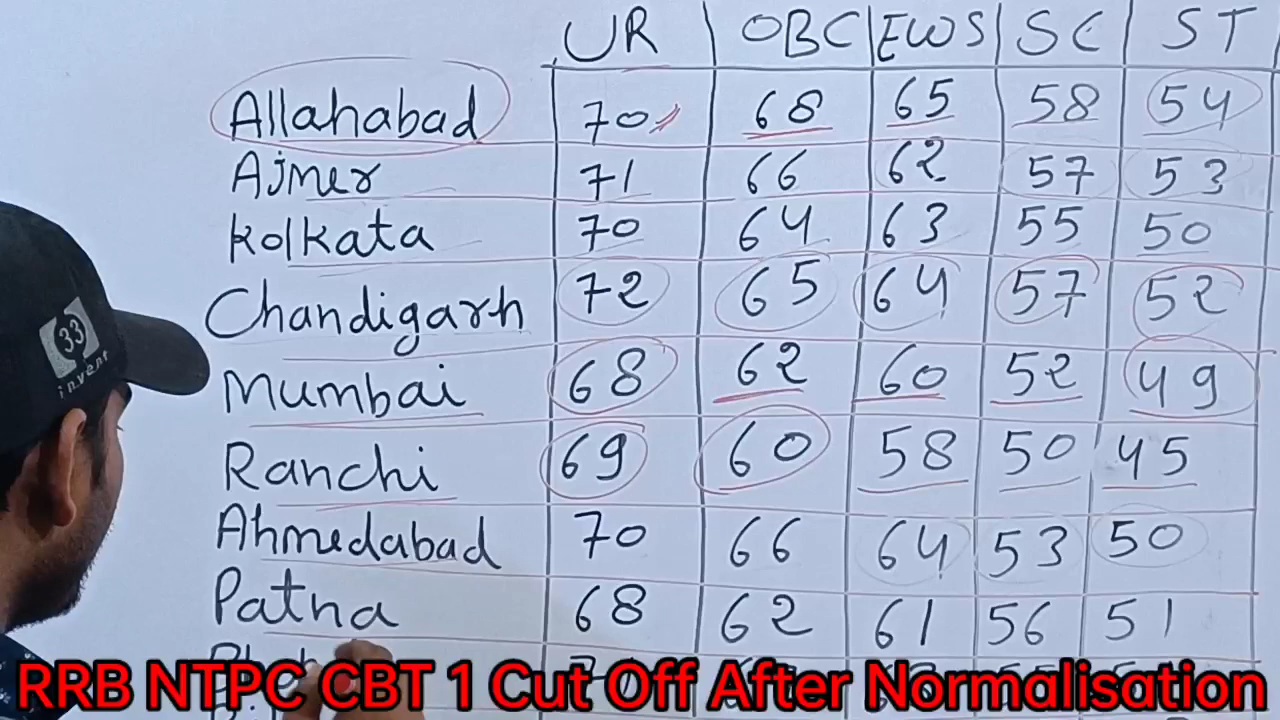 UR OBC EWS SC ST
Allahabad 70 68 65 58 54
Ajmer 71 66 62 57 53
Kolkata 70 64 63 55 50
Chandigarh 72 65 64 57 52
33
invent
Mumbai 68 62 60 52 49
Ranchi 69 60 58 50 45
Ahmedabad 70 66 64 53 50
Patna 68 62 61 56 51
RRB NTPC CBT 1 Cut Off After Normalisation